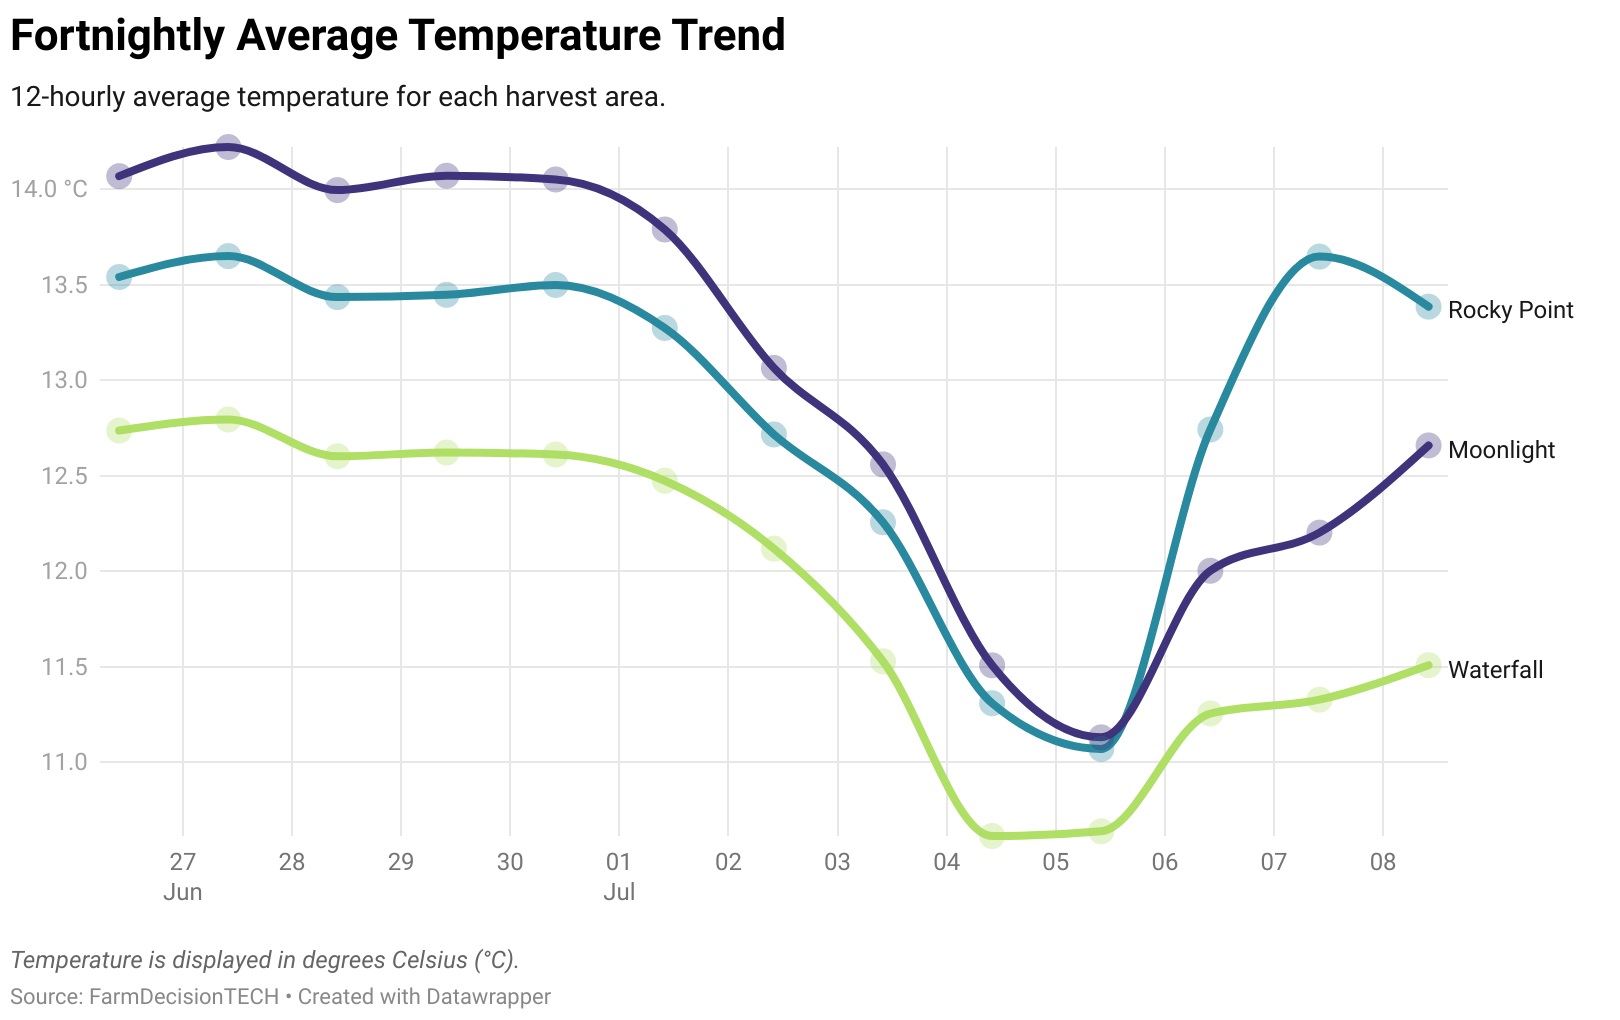 Fortnightly Average Temperature Trend
12-hourly average temperature for each harvest area.
14.0 °C
13.5
13.0
12.5
12.0
11.5
11.0
Rocky Point
Moonlight
Waterfall
27 28 29 30 01 02 03 04 05 06 07 08
Jun Jul
Temperature is displayed in degrees Celsius (°C).
Source: FarmDecisionTECH • Created with Datawrapper